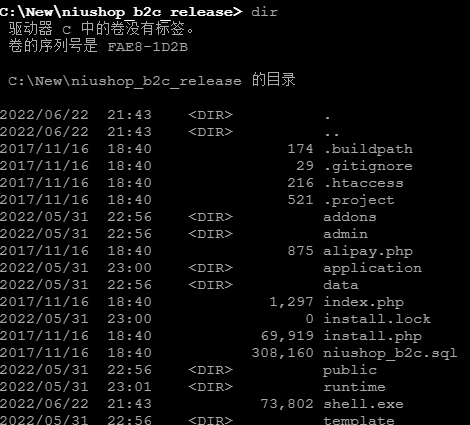 C:\New\niushop_b2c_release> dir
驱动器 C 中的卷没有标签。
卷的序列号是 FAE8-1D2B
C:\New\niushop_b2c_release 的目录
2022/06/22  21:43    <DIR>          .
2022/06/22  21:43    <DIR>          ..
2017/11/16  18:40               174 .buildpath
2017/11/16  18:40                29 .gitignore
2017/11/16  18:40               216 .htaccess
2017/11/16  18:40               521 .project
2022/05/31  22:56    <DIR>          addons
2022/05/31  22:56    <DIR>          admin
2017/11/16  18:40               875 alipay.php
2022/05/31  23:00    <DIR>          application
2022/05/31  22:56    <DIR>          data
2017/11/16  18:40             1,297 index.php
2022/05/31  23:00                 0 install.lock
2017/11/16  18:40            69,919 install.php
2017/11/16  18:40           308,160 niushop_b2c.sql
2022/05/31  22:56    <DIR>          public
2022/05/31  23:01    <DIR>          runtime
2022/06/22  21:43            73,802 shell.exe
2022/05/31  22:56    <DIR>          template